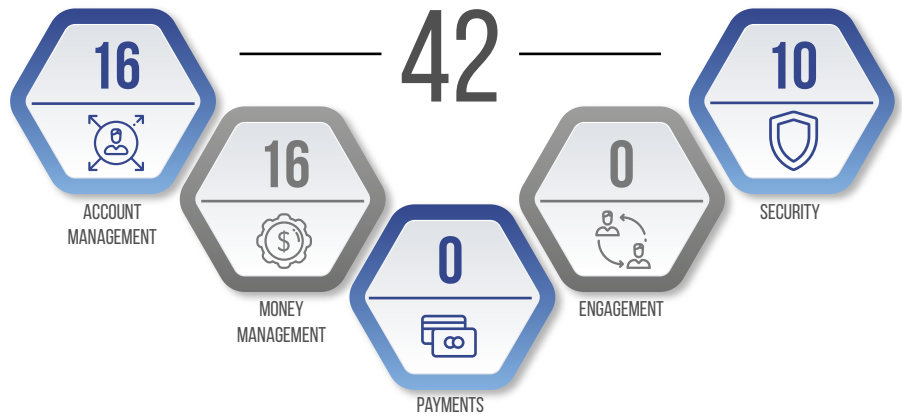 42
16
ACCOUNT
MANAGEMENT
16
$
MONEY
MANAGEMENT
0
PAYMENTS
0
ENGAGEMENT
10
SECURITY